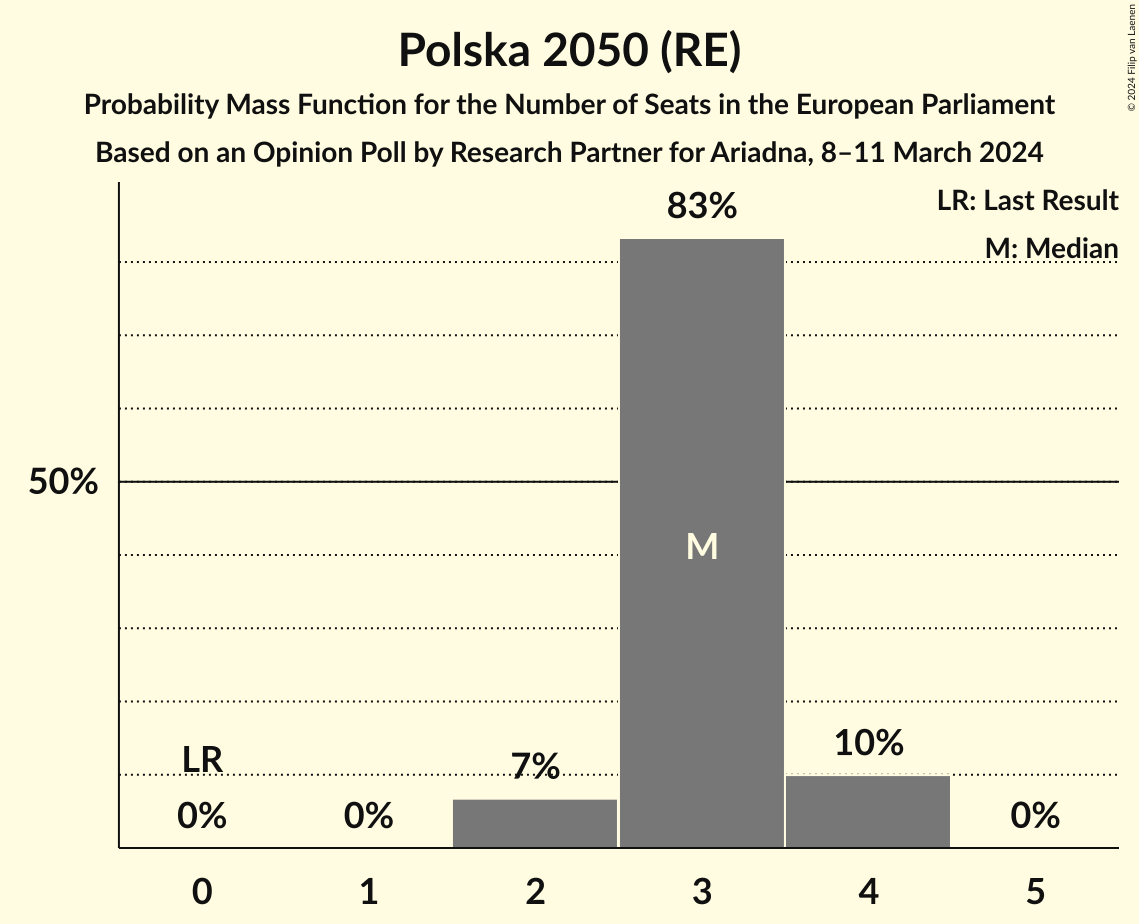 Polska 2050 (RE)
Probability Mass Function for the Number of Seats in the European Parliament
Based on an Opinion Poll by Research Partner for Ariadna, 8–11 March 2024
© 2024 Filip van Laenen
LR: Last Result
M: Median
83%
50%
M
LR
7%
10%
0%
0%
0%
0
1
2
3
4
5